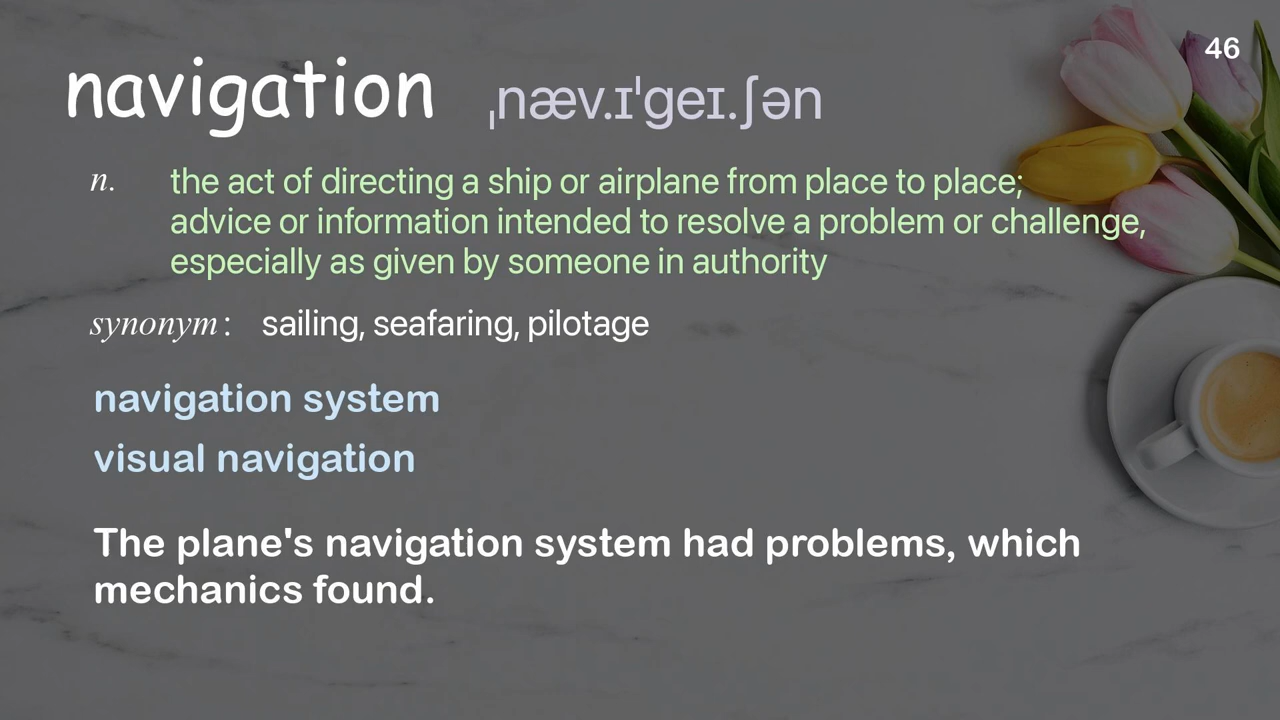 46
navigation ˌnæv.ɪˈgeɪ.ʃən
n. the act of directing a ship or airplane from place to place;
advice or information intended to resolve a problem or challenge,
especially as given by someone in authority
synonym: sailing, seafaring, pilotage
navigation system
visual navigation
The plane's navigation system had problems, which
mechanics found.